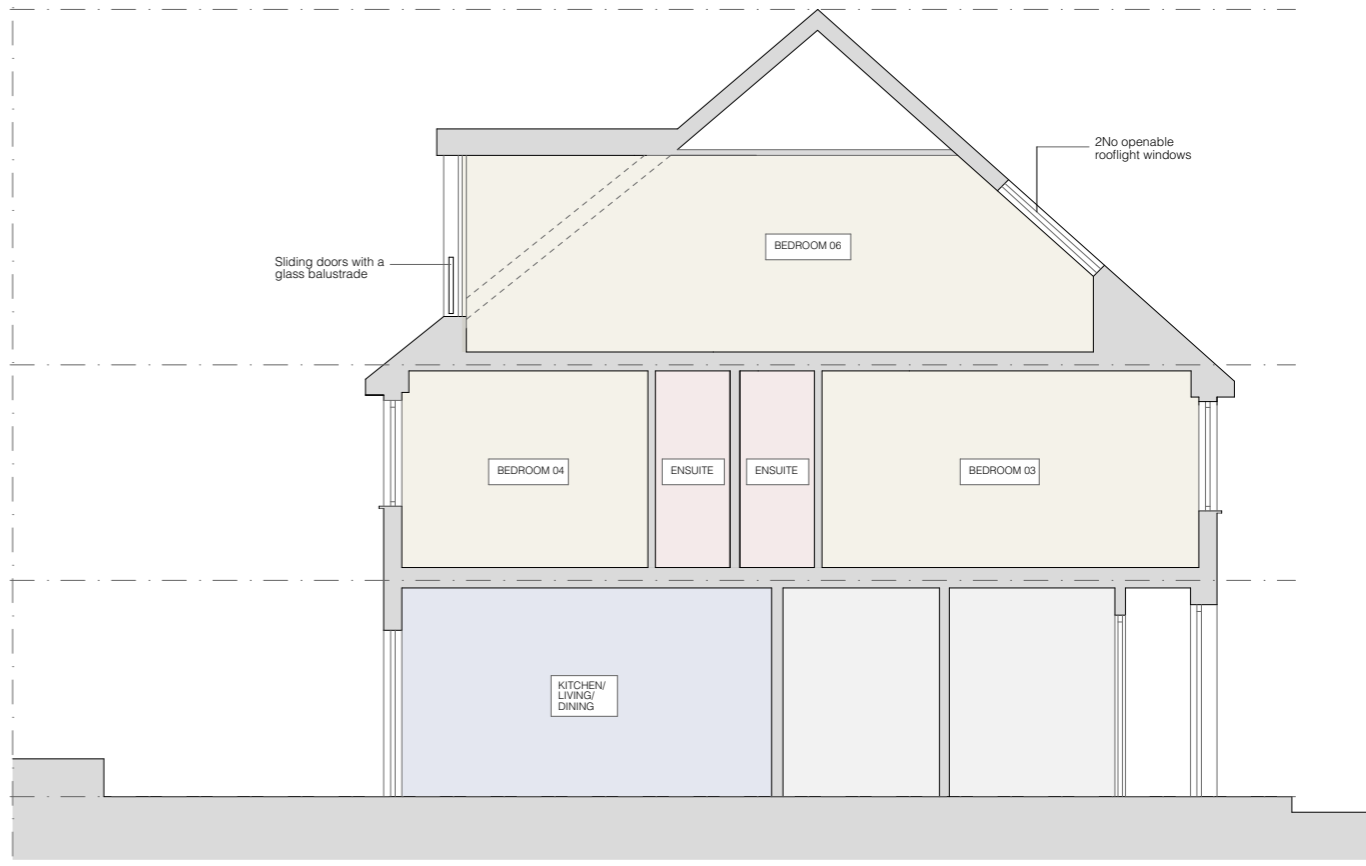 2No openable
rooflight windows
BEDROOM 06
Sliding doors with a
glass balustrade
BEDROOM 04
ENSUITE
ENSUITE
BEDROOM 03
KITCHEN/
LIVING/
DINING